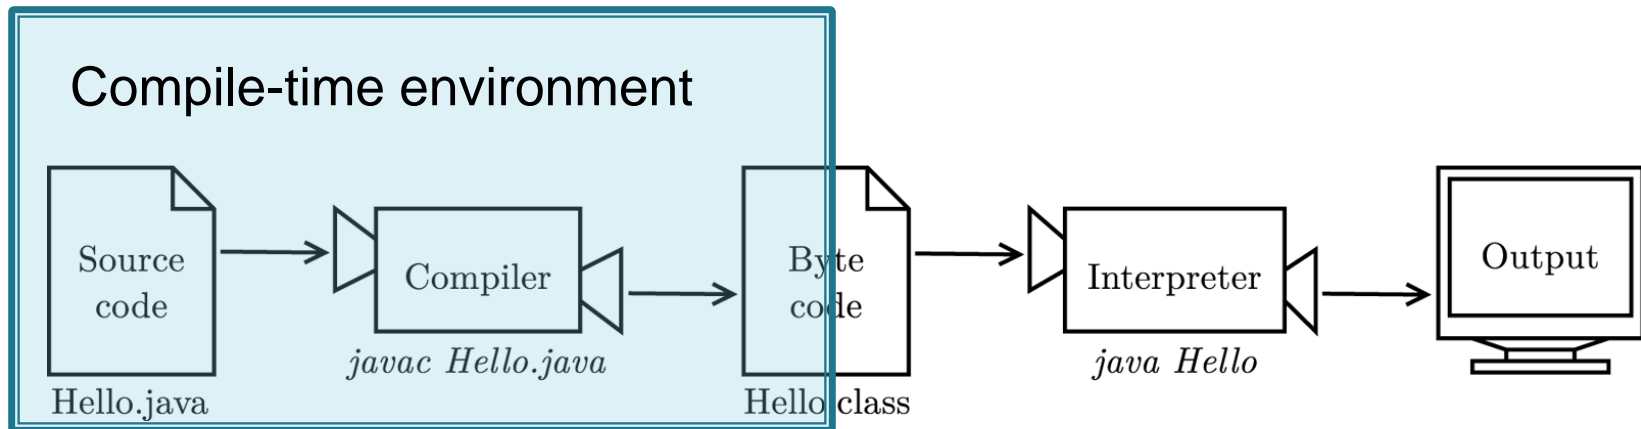 Compile-time environment
Source
code
Hello.java
Compiler
javac Hello.java
Byte
code
Hello class
Interpreter
java Hello
Output